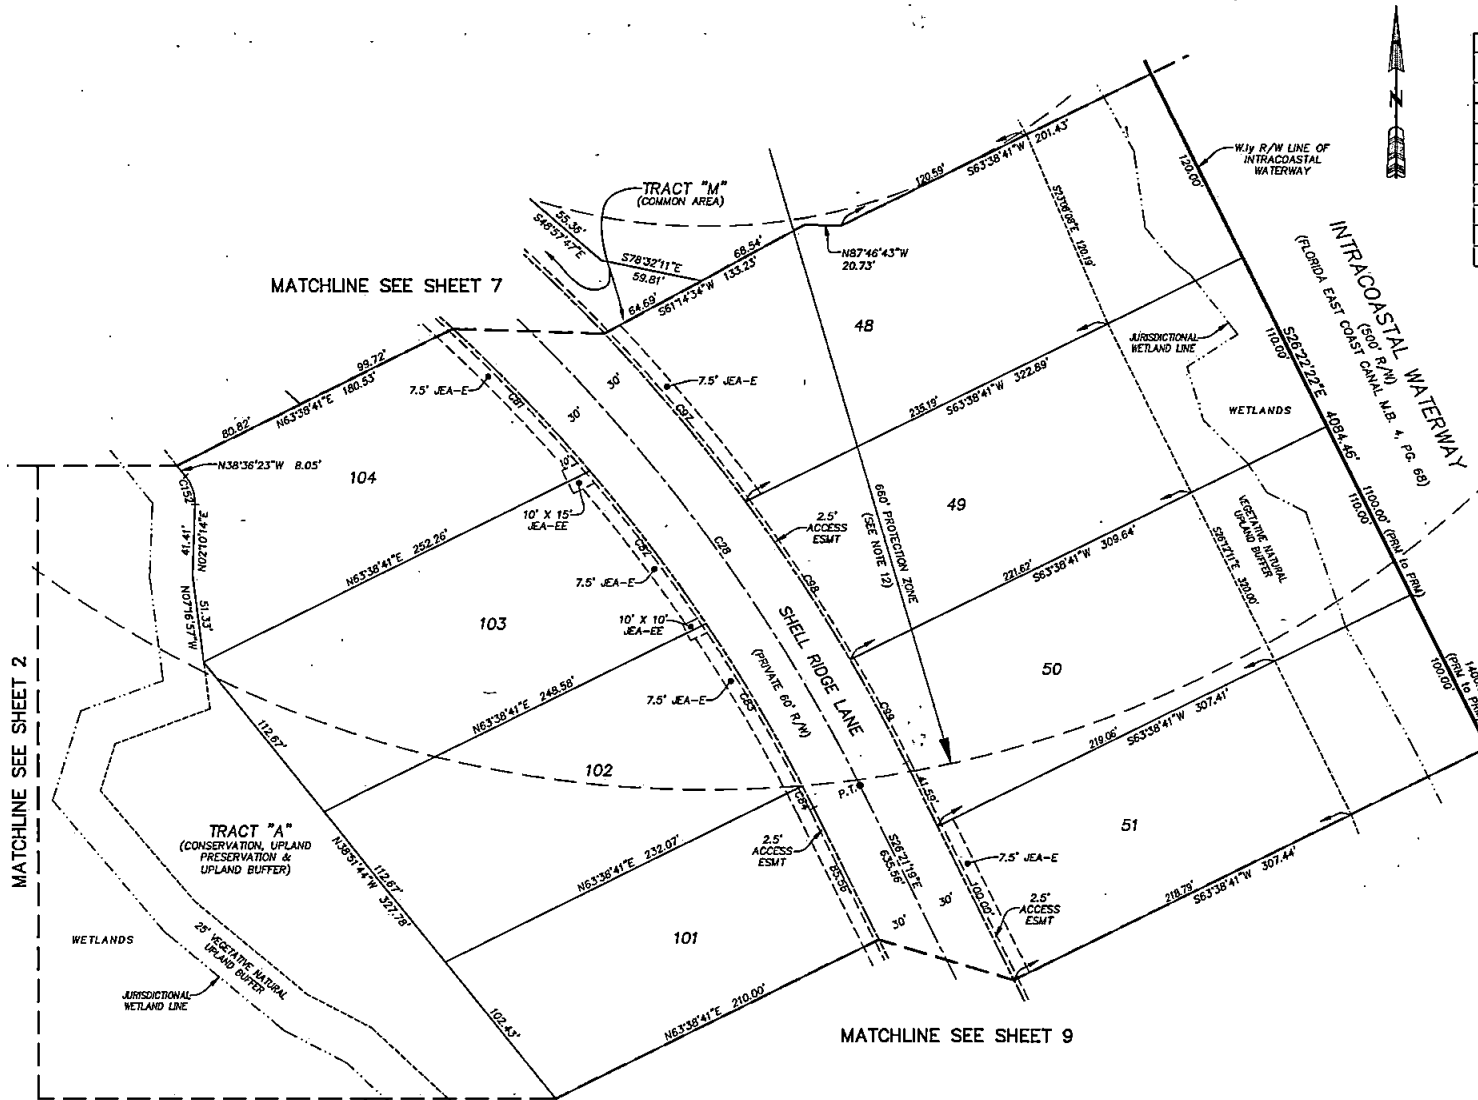 N
W.ly R/W LINE OF
INTRACOASTAL
WATERWAY
120.00'
S63°38'41"W 201.43'
120.59'
TRACT "M"
(COMMON AREA)
55.36'
S46°57'47"E
S78°32'11"E
59.81'
68.54'
S61°14'34"W 133.23'
64.69'
N87°46'43"W
20.73'
S23°08'08"E 120.19'
MATCHLINE SEE SHEET 7
INTRACOASTAL WATERWAY
(500' R/W)
(FLORIDA EAST COAST CANAL M.B. 4, PG. 68)
S26°22'22"E 4084.46'
110.00'
1100.00' (PRM to PRM)
110.00'
(PRM to PRM)
100.00'
48
JURISDICTIONAL
WETLAND LINE
WETLANDS
7.5' JEA-E
C97
30'
30'
7.5' JEA-E
C81
99.72'
N63°38'41"E 180.53'
80.82'
N38°36'23"W 8.05'
C152
104
235.19'
S63°38'41"W 322.89'
49
660' PROTECTION ZONE
(SEE NOTE 12)
2.5'
ACCESS
ESMT
10'
10' X 15'
JEA-EE
C82
C28
N02°10'14"E
41.41'
N63°38'41"E 252.26'
7.5' JEA-E
C98
221.62'
S63°38'41"W 309.64'
VEGETATIVE NATURAL
UPLAND BUFFER
S26°12'11"E 320.00'
51.33'
N07°16'57"W
103
10' X 10'
JEA-EE
SHELL RIDGE LANE
(PRIVATE 60' R/W)
50
7.5' JEA-E
C83
C99
N63°38'41"E 248.58'
219.06'
S63°38'41"W 307.41'
MATCHLINE SEE SHEET 2
112.67'
102
P.T.
41.59'
C84
51
TRACT "A"
(CONSERVATION, UPLAND
PRESERVATION &
UPLAND BUFFER)
N38°51'44"W 327.78'
112.67'
N63°38'41"E 232.07'
2.5'
ACCESS
ESMT
85.56'
S26°21'19"E
635.56'
7.5' JEA-E
100.00'
2.5'
ACCESS
ESMT
218.79'
S63°38'41"W 307.44'
30'
30'
WETLANDS
25' VEGETATIVE NATURAL
UPLAND BUFFER
JURISDICTIONAL
WETLAND LINE
101
102.43'
N63°38'41"E 210.00'
MATCHLINE SEE SHEET 9